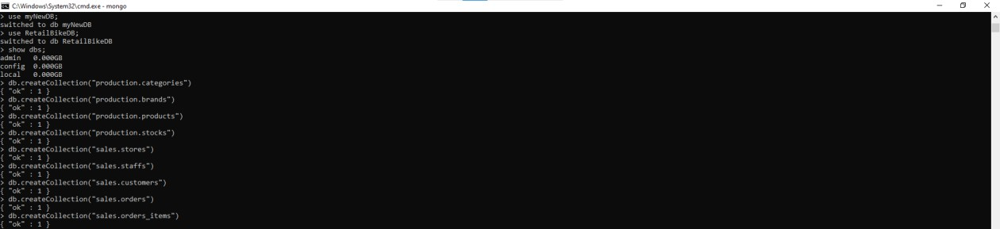 C:\Windows\System32\cmd.exe - mongo
> use myNewDB;
switched to db myNewDB
> use RetailBikeDB;
switched to db RetailBikeDB
> show dbs;
admin   0.000GB
config  0.000GB
local   0.000GB
> db.createCollection("production.categories")
{ "ok" : 1 }
> db.createCollection("production.brands")
{ "ok" : 1 }
> db.createCollection("production.products")
{ "ok" : 1 }
> db.createCollection("production.stocks")
{ "ok" : 1 }
> db.createCollection("sales.stores")
{ "ok" : 1 }
> db.createCollection("sales.staffs")
{ "ok" : 1 }
> db.createCollection("sales.customers")
{ "ok" : 1 }
> db.createCollection("sales.orders")
{ "ok" : 1 }
> db.createCollection("sales.orders_items")
{ "ok" : 1 }